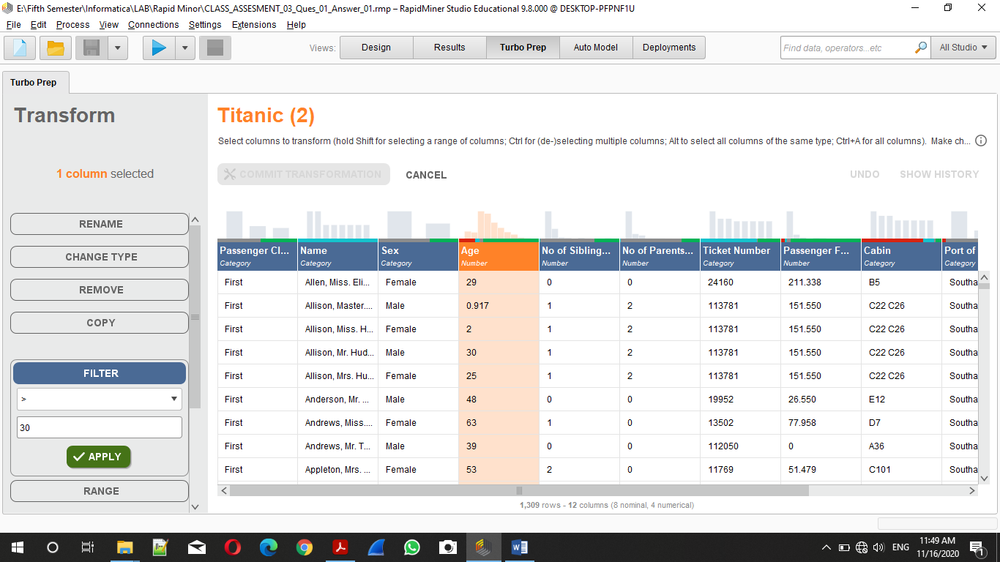 E:\Fifth Semester\Informatica\LAB\Rapid Minor\CLASS_ASSESMENT_03_Ques_01_Answer_01.rmp – RapidMiner Studio Educational 9.8.000 @ DESKTOP-PFPNF1U
File Edit Process View Connections Settings Extensions Help
Views: Design Results Turbo Prep Auto Model Deployments Find data, operators...etc All Studio
Turbo Prep
Transform
1 column selected
RENAME
CHANGE TYPE
REMOVE
COPY
FILTER
>
30
APPLY
RANGE
Titanic (2)
Select columns to transform (hold Shift for selecting a range of columns; Ctrl for (de-)selecting multiple columns; Alt to select all columns of the same type; Ctrl+A for all columns). Make ch...
COMMIT TRANSFORMATION CANCEL UNDO SHOW HISTORY
Passenger Cl... Name Sex Age No of Sibling... No of Parents... Ticket Number Passenger F... Cabin Port of
Category Category Category Number Number Number Category Number Category Category
First Allen, Miss. Eli... Female 29 0 0 24160 211.338 B5 Southa
First Allison, Master.... Male 0.917 1 2 113781 151.550 C22 C26 Southa
First Allison, Miss. H... Female 2 1 2 113781 151.550 C22 C26 Southa
First Allison, Mr. Hud... Male 30 1 2 113781 151.550 C22 C26 Southa
First Allison, Mrs. Hu... Female 25 1 2 113781 151.550 C22 C26 Southa
First Anderson, Mr. ... Male 48 0 0 19952 26.550 E12 Southa
First Andrews, Miss.... Female 63 1 0 13502 77.958 D7 Southa
First Andrews, Mr. T... Male 39 0 0 112050 0 A36 Southa
First Appleton, Mrs. ... Female 53 2 0 11769 51.479 C101 Southa
1,309 rows - 12 columns (8 nominal, 4 numerical)
ENG 11:49 AM
11/16/2020 1